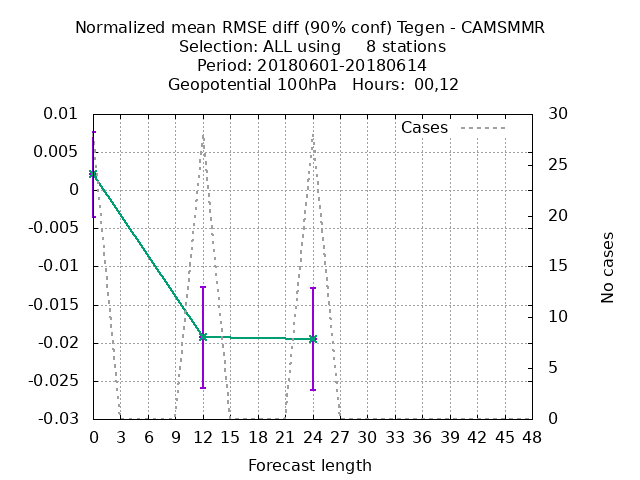 Normalized mean RMSE diff (90% conf) Tegen - CAMSMMR
Selection: ALL using     8 stations
Period: 20180601-20180614
Geopotential 100hPa   Hours: 00,12
Cases
0.01
0.005
0
-0.005
-0.01
-0.015
-0.02
-0.025
-0.03
30
25
20
15
10
5
0
No cases
0 3 6 9 12 15 18 21 24 27 30 33 36 39 42 45 48
Forecast length